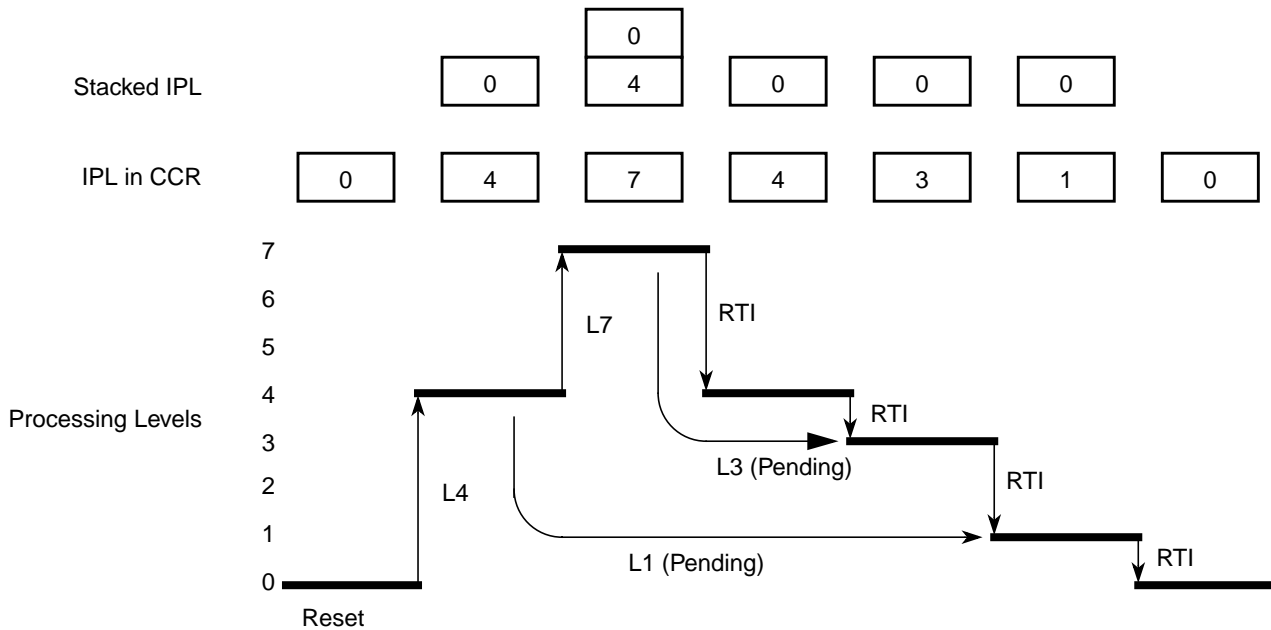 0
Stacked IPL 0 4 0 0 0
IPL in CCR 0 4 7 4 3 1 0
7
6
RTI
L7
5
4
Processing Levels
RTI
3
L3 (Pending)
RTI
2
L4
1
L1 (Pending)
RTI
0
Reset